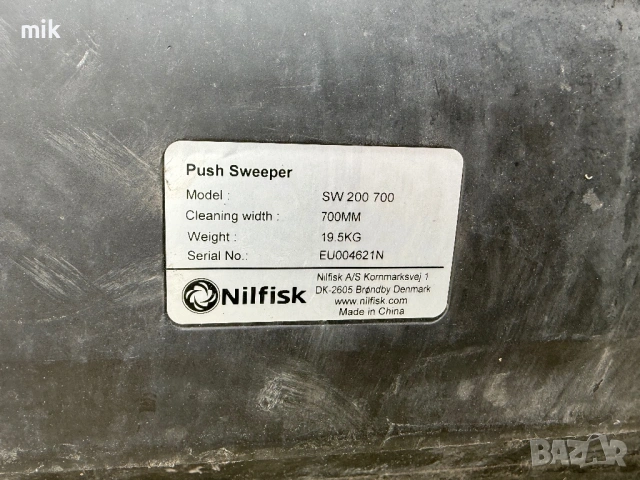 mik
Push Sweeper
Model : SW 200 700
Cleaning width : 700MM
Weight : 19.5KG
Serial No.: EU004621N
Nilfisk
Nilfisk A/S Kornmarksvej 1
DK-2605 Brøndby Denmark
www.nilfisk.com
Made in China
BAZAR